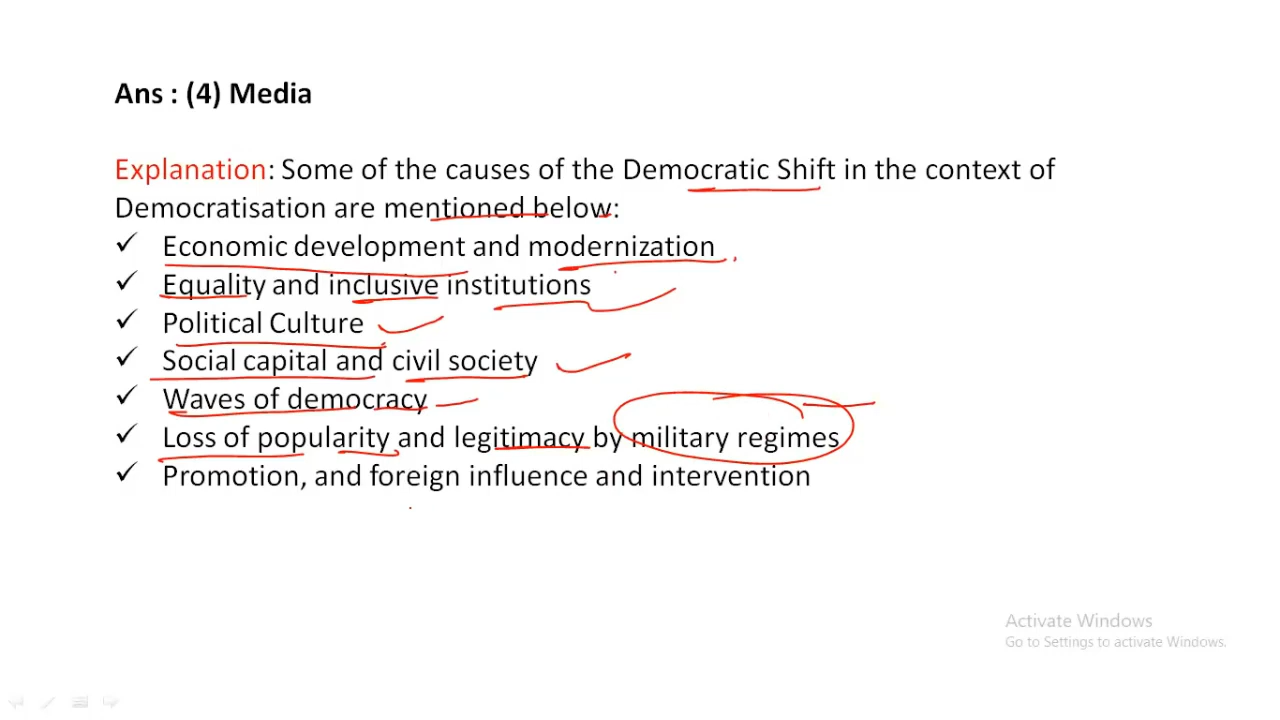 Ans : (4) Media
Explanation: Some of the causes of the Democratic Shift in the context of
Democratisation are mentioned below:
✓ Economic development and modernization
✓ Equality and inclusive institutions
✓ Political Culture
✓ Social capital and civil society
✓ Waves of democracy
✓ Loss of popularity and legitimacy by military regimes
✓ Promotion, and foreign influence and intervention
Activate Windows
Go to Settings to activate Windows.